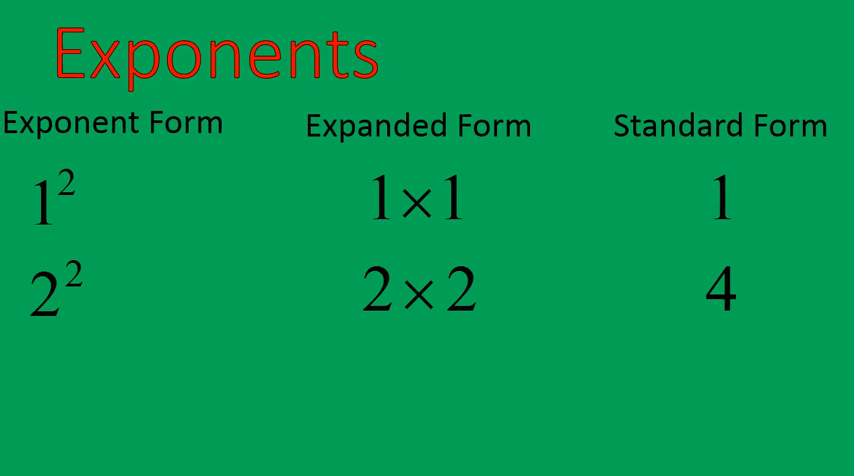 Exponents
Exponent Form Expanded Form Standard Form
1² 1×1 1
2² 2×2 4